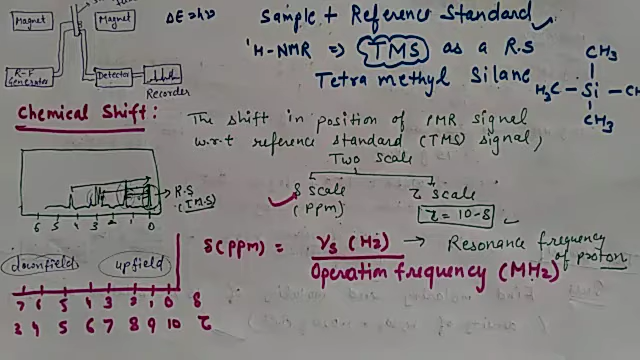 Magnet
Magnet
ΔE = hν
R-F
Generator
Detector
Recorder
Sample + Reference Standard
¹H-NMR ⇒ TMS as a R.S
Tetra methyl Silane
CH₃
H₃C - Si - CH
CH₃
Chemical Shift :
The shift in position of PMR signal
w.r.t reference standard (TMS) signal,
Two Scale
δ scale
(PPM)
τ scale
τ = 10-δ
R.S
(TMS)
6 5 4 3 2 1 0
δ(PPM) = νs (Hz) → Resonance frequency
of proton
Operation frequency (MHz)
downfield
upfield
7 6 5 4 3 2 1 0 δ
3 4 5 6 7 8 9 10 τ